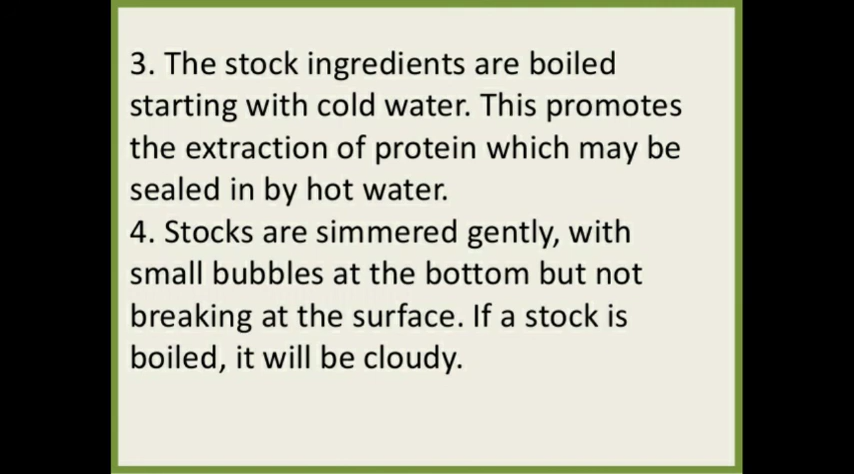 3. The stock ingredients are boiled
starting with cold water. This promotes
the extraction of protein which may be
sealed in by hot water.
4. Stocks are simmered gently, with
small bubbles at the bottom but not
breaking at the surface. If a stock is
boiled, it will be cloudy.